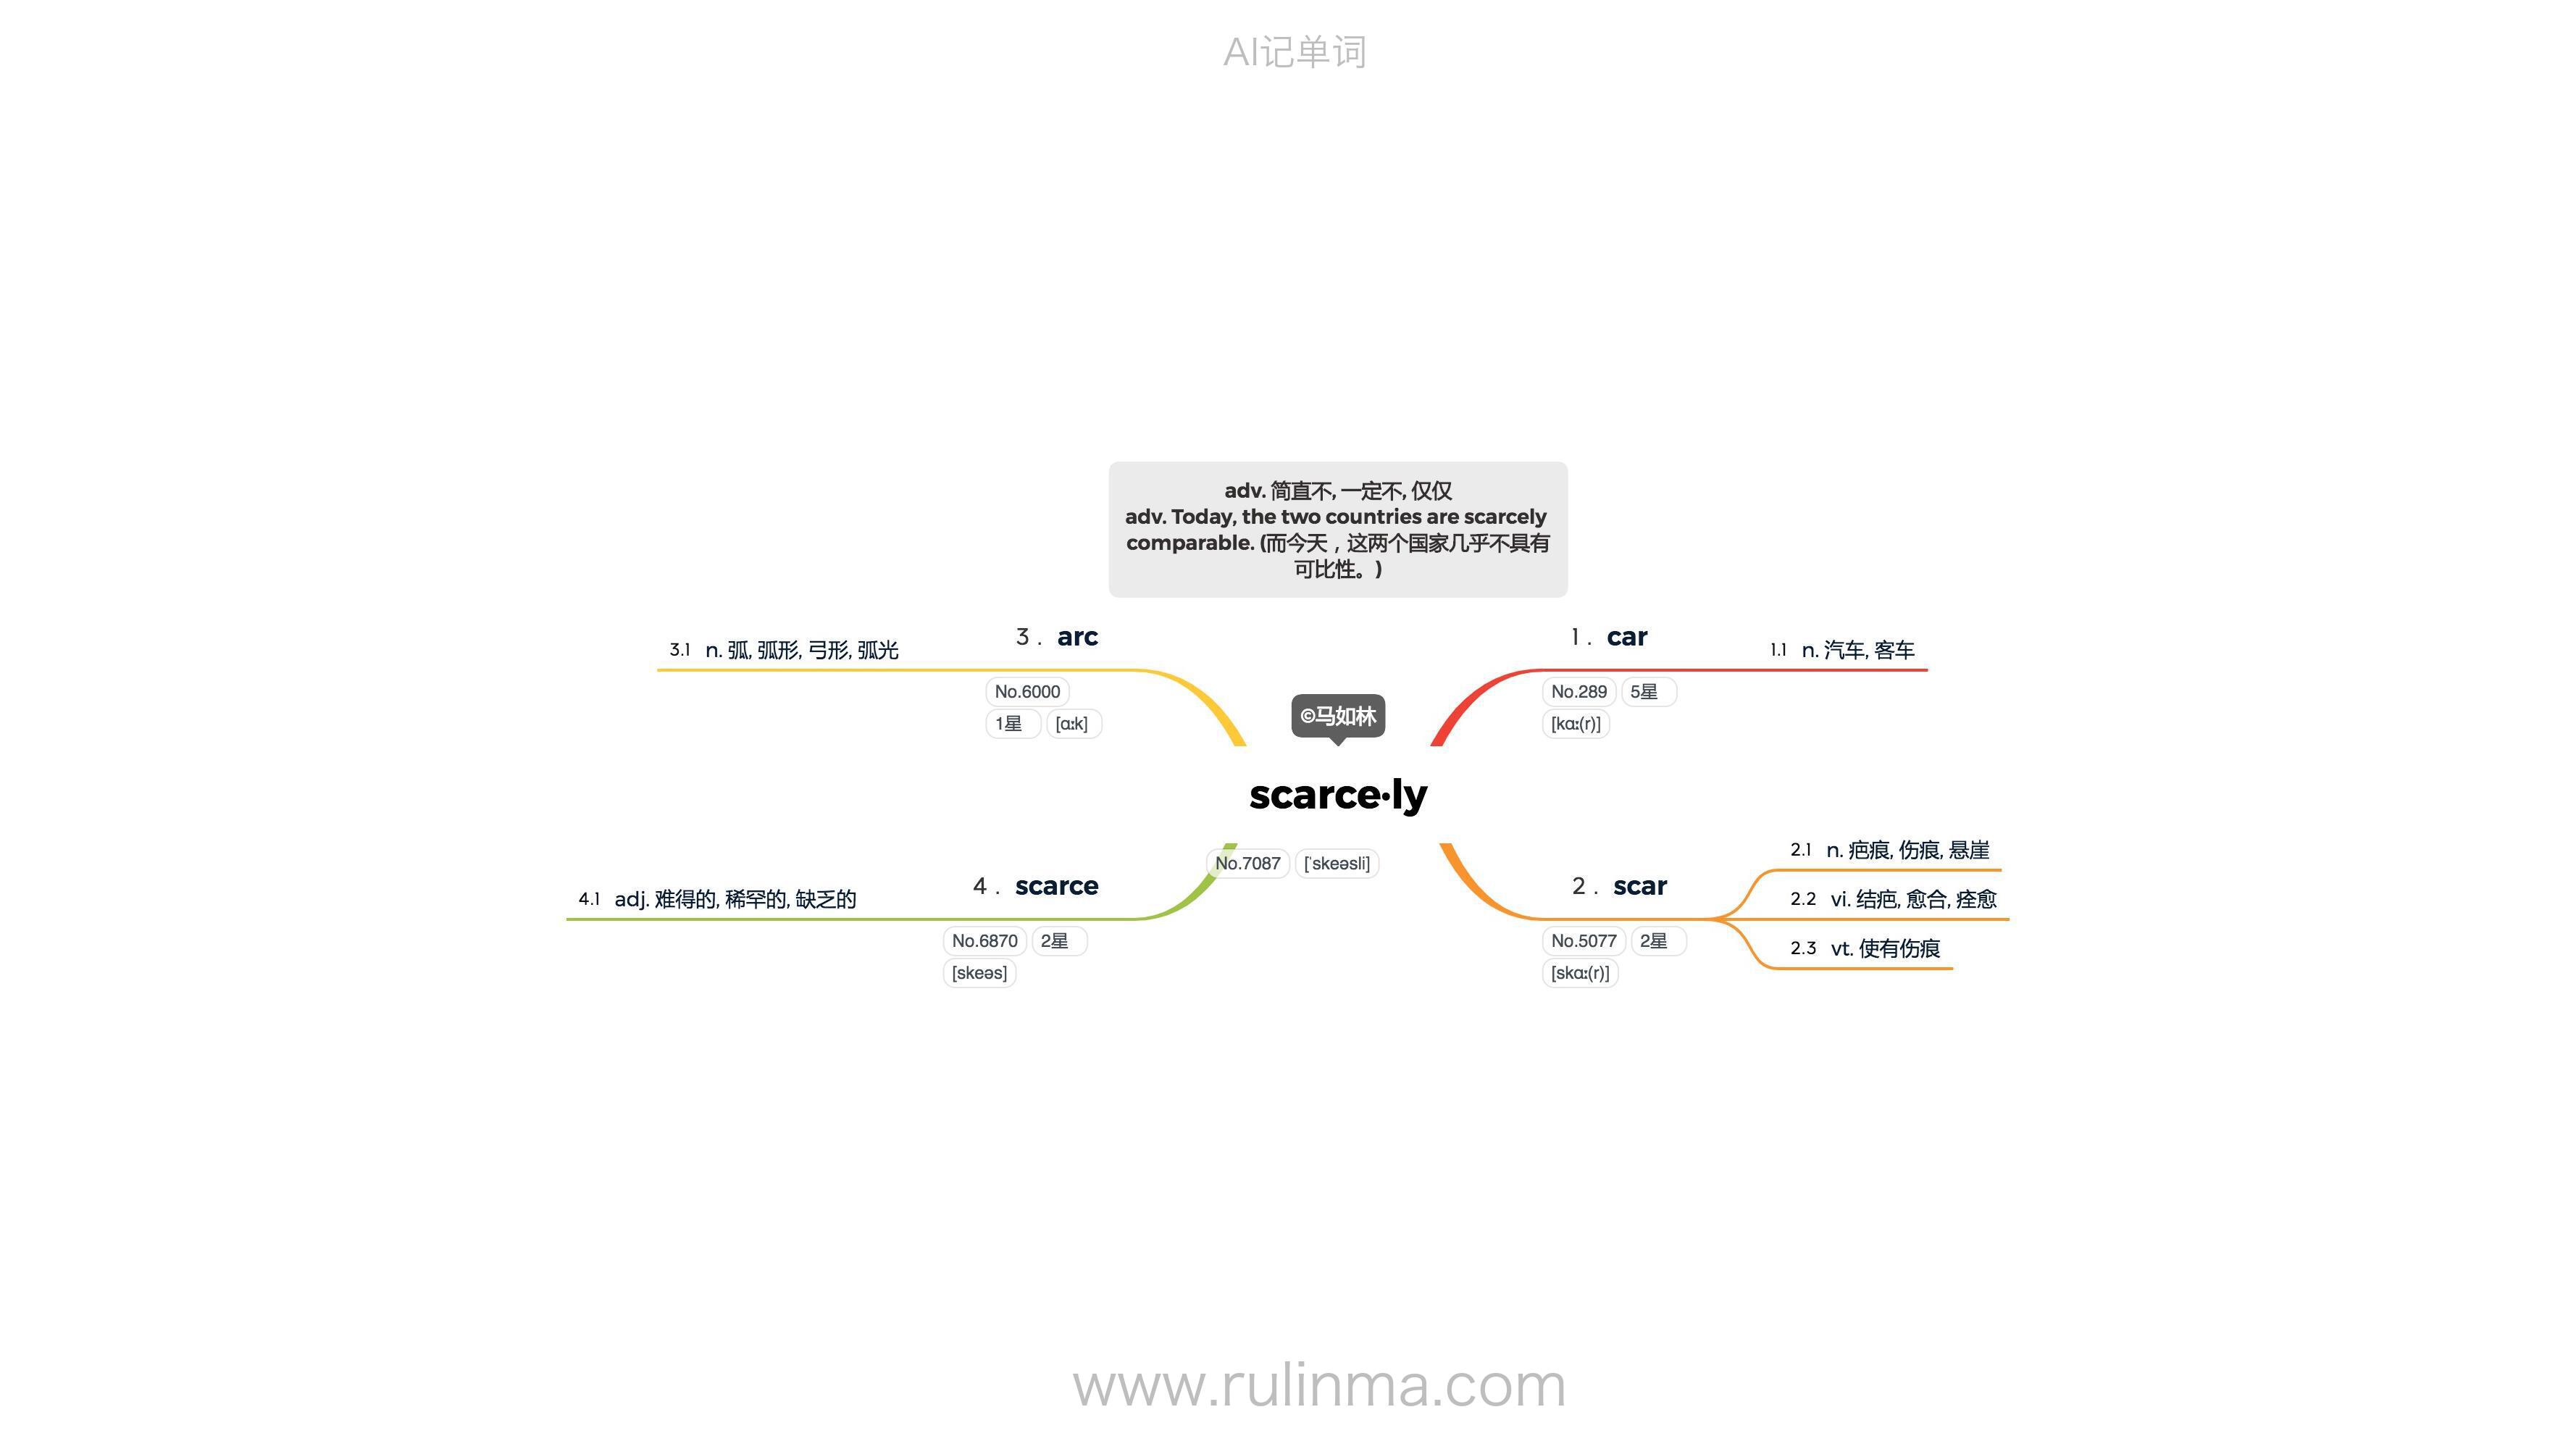 AI记单词
adv. 简直不, 一定不, 仅仅
adv. Today, the two countries are scarcely
comparable. (而今天，这两个国家几乎不具有
可比性。)
©马如林
scarce·ly
No.7087 [ˈskeəsli]
1. car
No.289 5星
[kɑː(r)]
1.1 n. 汽车, 客车
2. scar
No.5077 2星
[skɑː(r)]
2.1 n. 疤痕, 伤痕, 悬崖
2.2 vi. 结疤, 愈合, 痊愈
2.3 vt. 使有伤痕
3. arc
No.6000
1星 [ɑːk]
3.1 n. 弧, 弧形, 弓形, 弧光
4. scarce
No.6870 2星
[skeəs]
4.1 adj. 难得的, 稀罕的, 缺乏的
www.rulinma.com